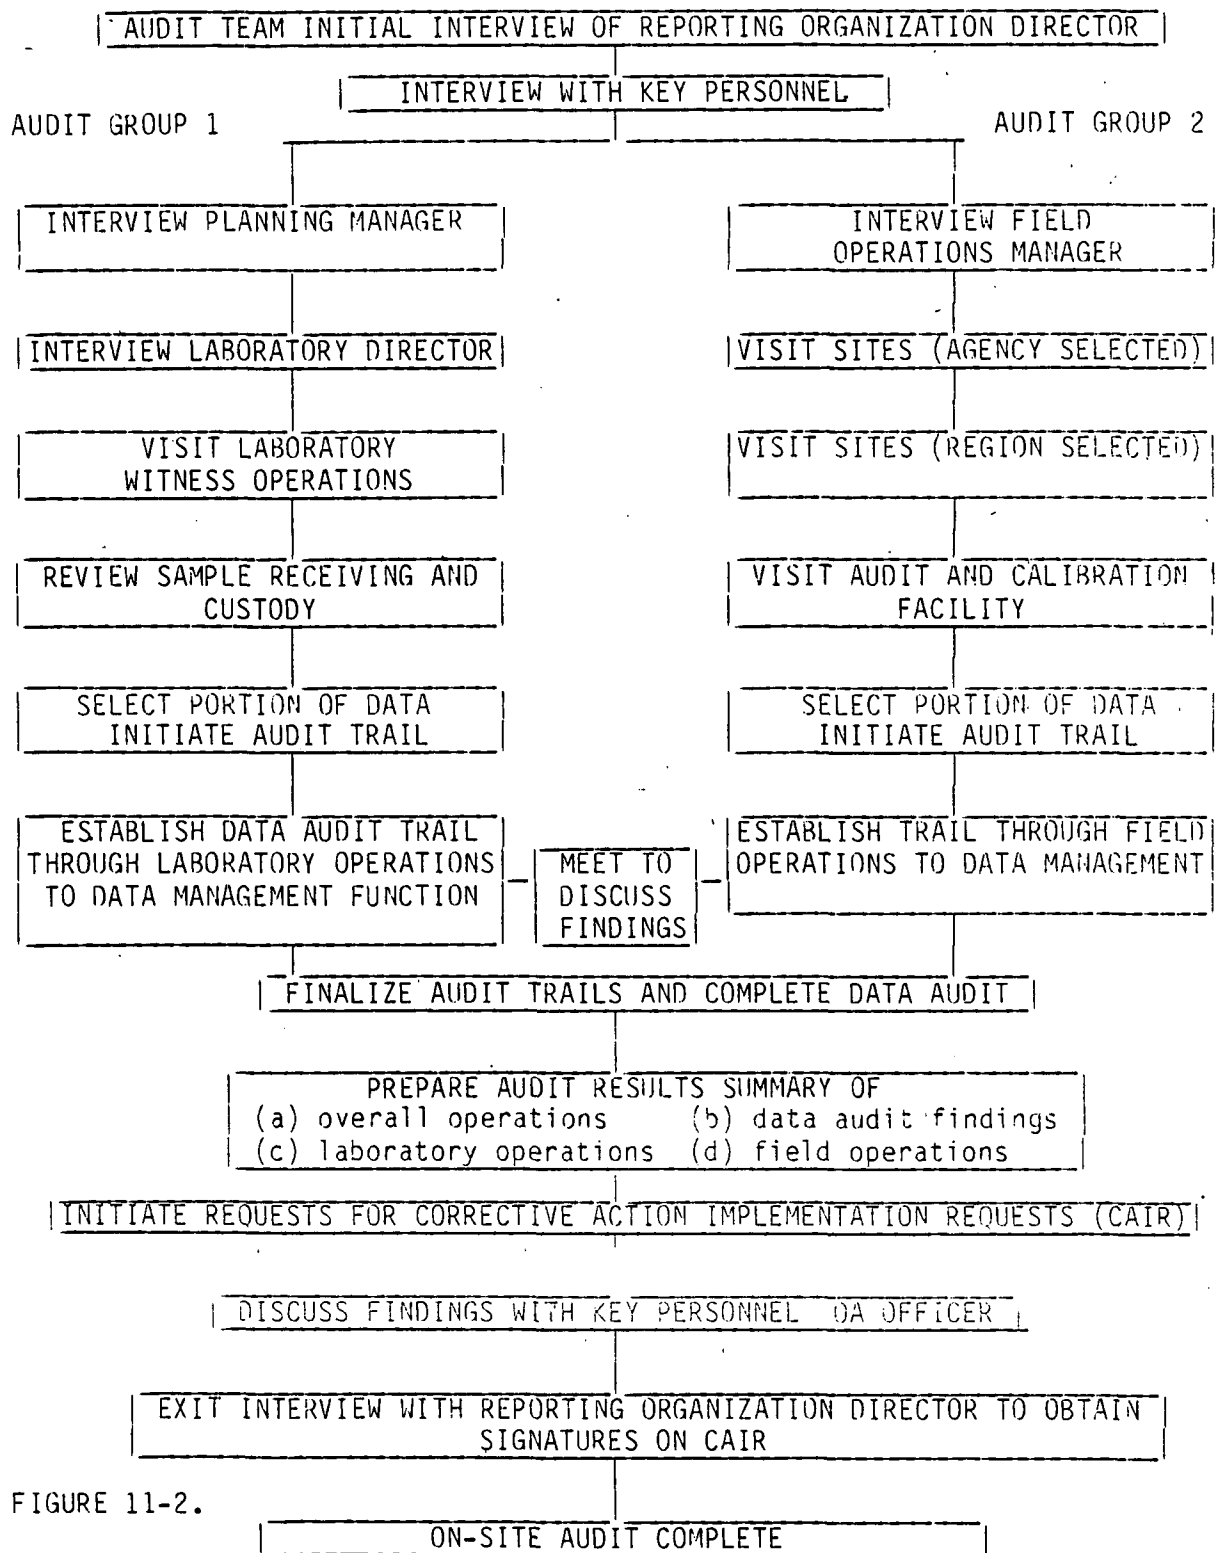 AUDIT TEAM INITIAL INTERVIEW OF REPORTING ORGANIZATION DIRECTOR
INTERVIEW WITH KEY PERSONNEL
AUDIT GROUP 1
AUDIT GROUP 2
INTERVIEW PLANNING MANAGER
INTERVIEW LABORATORY DIRECTOR
VISIT LABORATORY
WITNESS OPERATIONS
REVIEW SAMPLE RECEIVING AND
CUSTODY
SELECT PORTION OF DATA
INITIATE AUDIT TRAIL
ESTABLISH DATA AUDIT TRAIL
THROUGH LABORATORY OPERATIONS
TO DATA MANAGEMENT FUNCTION
INTERVIEW FIELD
OPERATIONS MANAGER
VISIT SITES (AGENCY SELECTED)
VISIT SITES (REGION SELECTED)
VISIT AUDIT AND CALIBRATION
FACILITY
SELECT PORTION OF DATA
INITIATE AUDIT TRAIL
ESTABLISH TRAIL THROUGH FIELD
OPERATIONS TO DATA MANAGEMENT
MEET TO
DISCUSS
FINDINGS
FINALIZE AUDIT TRAILS AND COMPLETE DATA AUDIT
PREPARE AUDIT RESULTS SUMMARY OF
(a) overall operations (b) data audit findings
(c) laboratory operations (d) field operations
INITIATE REQUESTS FOR CORRECTIVE ACTION IMPLEMENTATION REQUESTS (CAIR)
DISCUSS FINDINGS WITH KEY PERSONNEL QA OFFICER
EXIT INTERVIEW WITH REPORTING ORGANIZATION DIRECTOR TO OBTAIN
SIGNATURES ON CAIR
FIGURE 11-2.
ON-SITE AUDIT COMPLETE